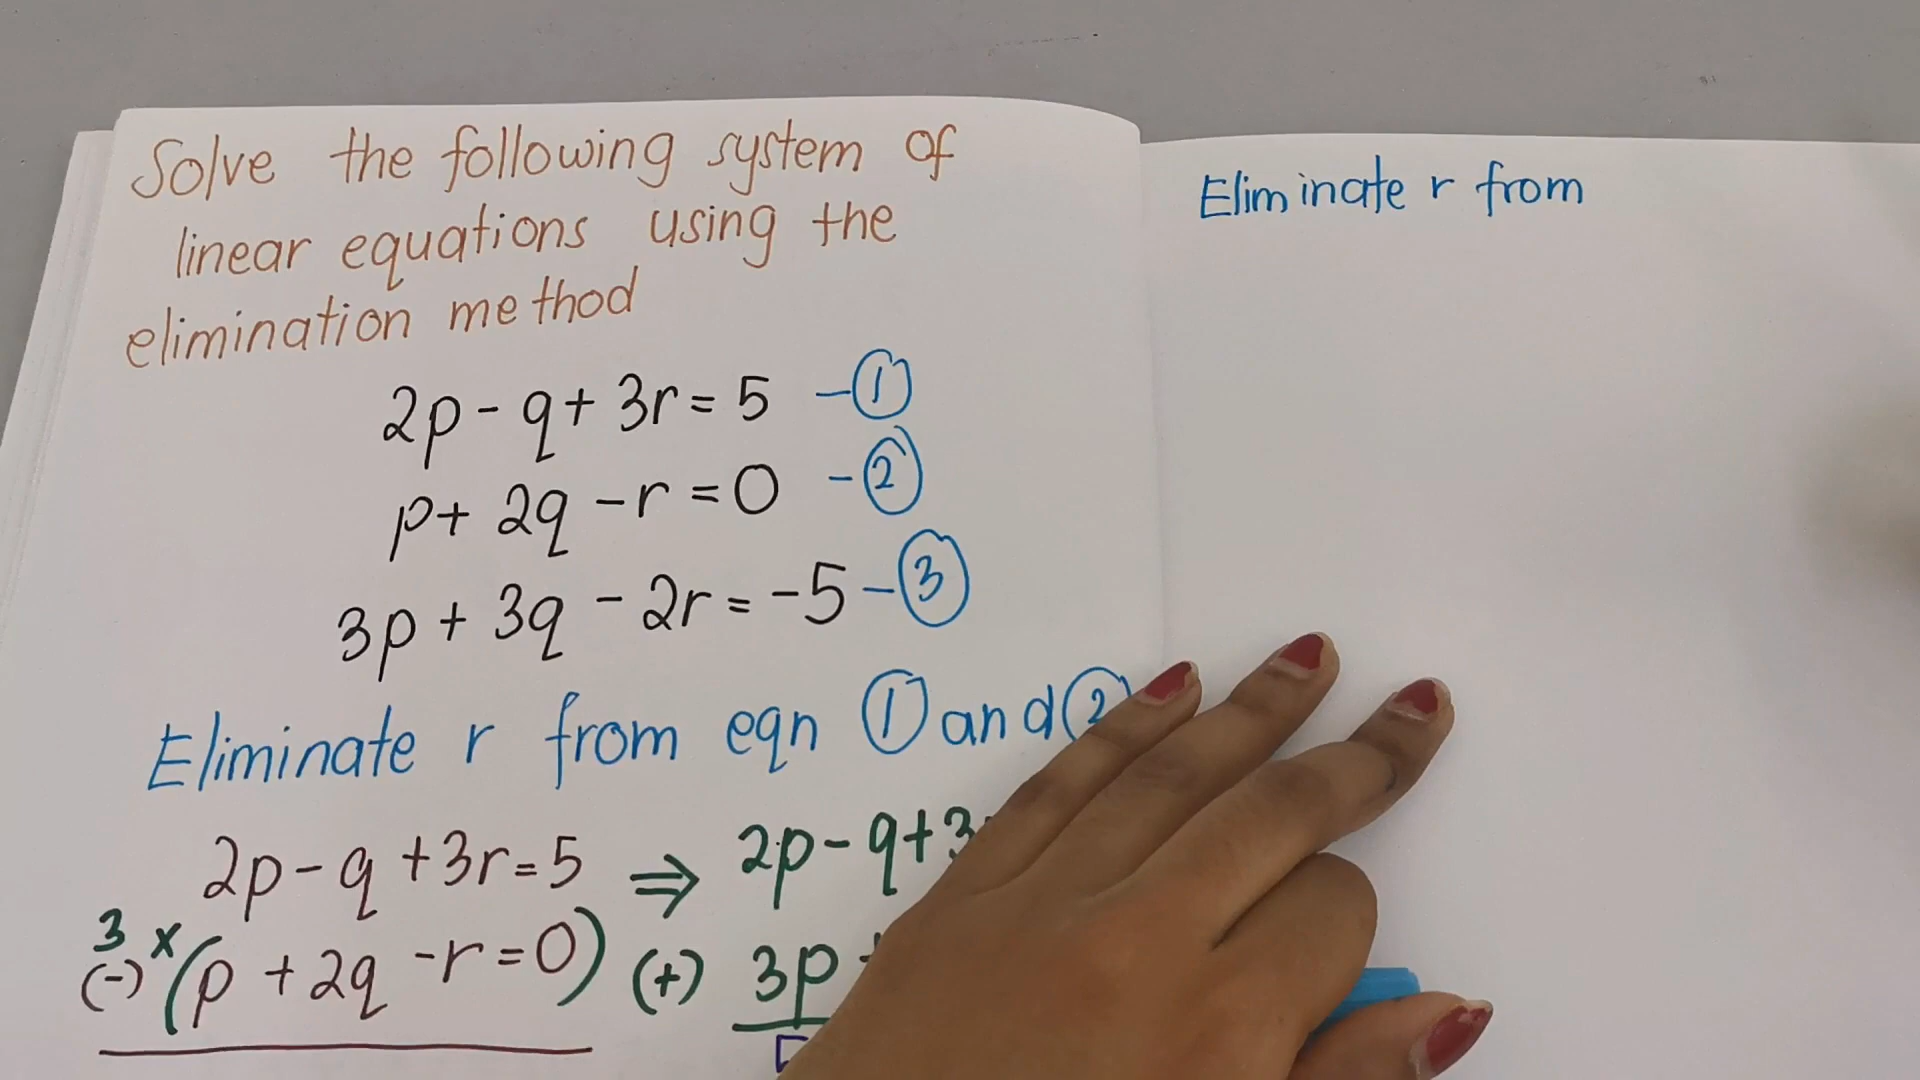 Solve the following system of
linear equations using the
elimination method
2p - q + 3r = 5 - ①
p + 2q - r = 0 - ②
3p + 3q - 2r = -5 - ③
Eliminate r from eqn ① and ②
2p - q + 3r = 5 ⇒ 2p - q + 3
3 (-) × (p + 2q - r = 0) (+) 3p +
Eliminate r from